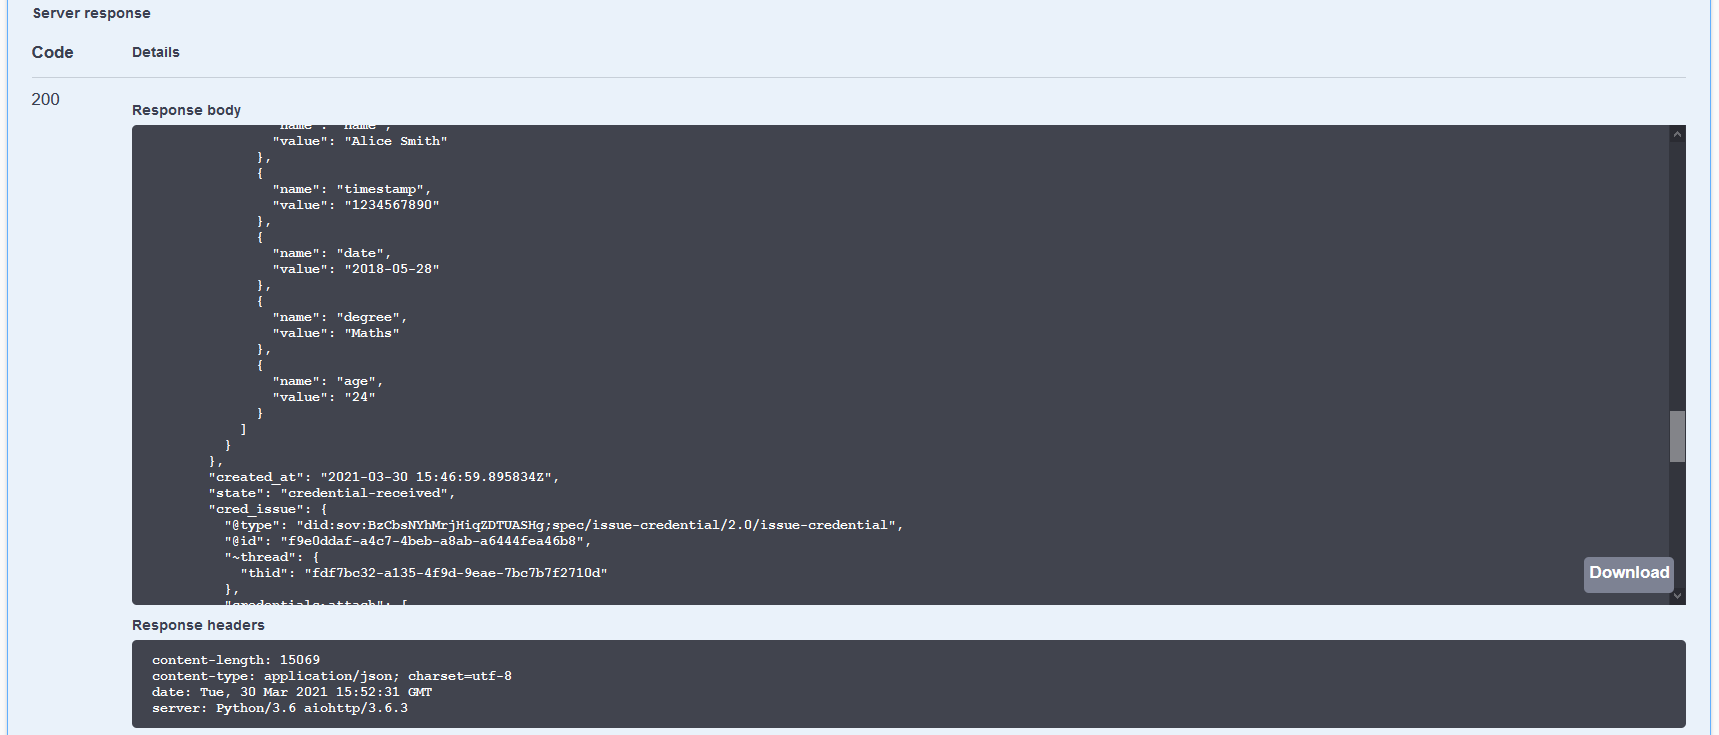 Server response
Code Details
200
Response body
"name": "name",
"value": "Alice Smith"
},
{
"name": "timestamp",
"value": "1234567890"
},
{
"name": "date",
"value": "2018-05-28"
},
{
"name": "degree",
"value": "Maths"
},
{
"name": "age",
"value": "24"
}
]
}
},
"created_at": "2021-03-30 15:46:59.895834Z",
"state": "credential-received",
"cred_issue": {
"@type": "did:sov:BzCbsNYhMrjHiqZDTUASHg;spec/issue-credential/2.0/issue-credential",
"@id": "f9e0ddaf-a4c7-4beb-a8ab-a6444fea46b8",
"~thread": {
"thid": "fdf7bc32-a135-4f9d-9eae-7bc7b7f2710d"
},
"credentials~attach": [
Download
Response headers
content-length: 15069
content-type: application/json; charset=utf-8
date: Tue, 30 Mar 2021 15:52:31 GMT
server: Python/3.6 aiohttp/3.6.3